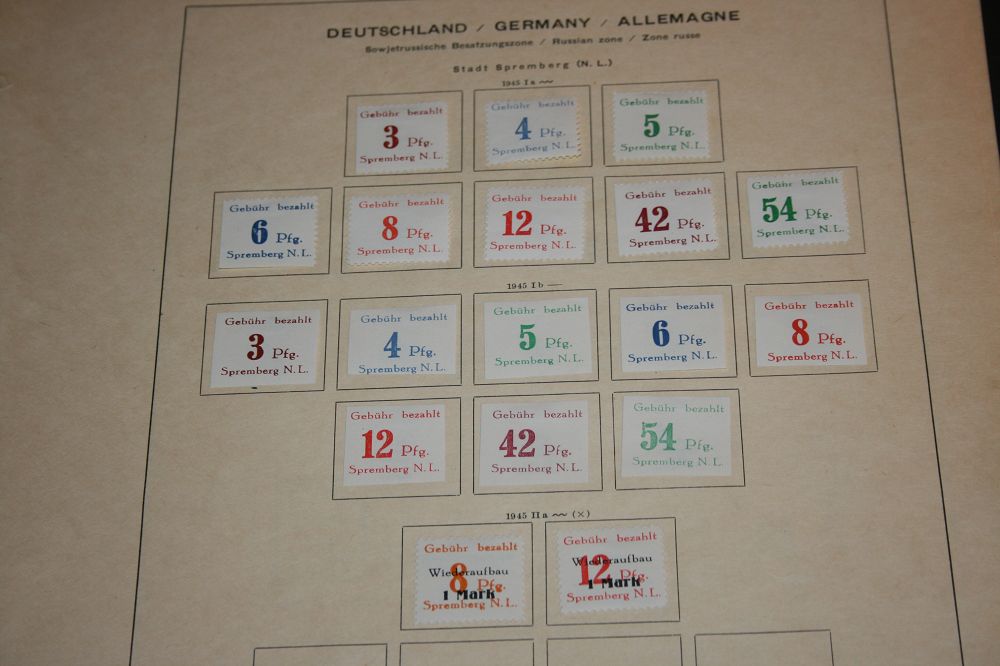 DEUTSCHLAND / GERMANY / ALLEMAGNE
Sowjetrussische Besatzungszone / Russian zone / Zone russe
Stadt Spremberg (N. L.)
1945 Ia
Gebühr bezahlt
3 Pfg.
Spremberg N.L.
Gebühr bezahlt
4 Pfg.
Spremberg N.L.
Gebühr bezahlt
5 Pfg.
Spremberg N.L.
Gebühr bezahlt
6 Pfg.
Spremberg N.L.
Gebühr bezahlt
8 Pfg.
Spremberg N.L.
Gebühr bezahlt
12 Pfg.
Spremberg N.L.
Gebühr bezahlt
42 Pfg.
Spremberg N.L.
Gebühr bezahlt
54 Pfg.
Spremberg N.L.
1945 Ib —
Gebühr bezahlt
3 Pfg.
Spremberg N.L.
Gebühr bezahlt
4 Pfg.
Spremberg N.L.
Gebühr bezahlt
5 Pfg.
Spremberg N.L.
Gebühr bezahlt
6 Pfg.
Spremberg N.L.
Gebühr bezahlt
8 Pfg.
Spremberg N.L.
Gebühr bezahlt
12 Pfg.
Spremberg N.L.
Gebühr bezahlt
42 Pfg.
Spremberg N.L.
Gebühr bezahlt
54 Pfg.
Spremberg N.L.
1945 IIa ~~ (×)
Gebühr bezahlt
Wiederaufbau
8 Pfg.
1 Mark
Spremberg N.L.
Gebühr bezahlt
Wiederaufbau
12 Pfg.
1 Mark
Spremberg N.L.